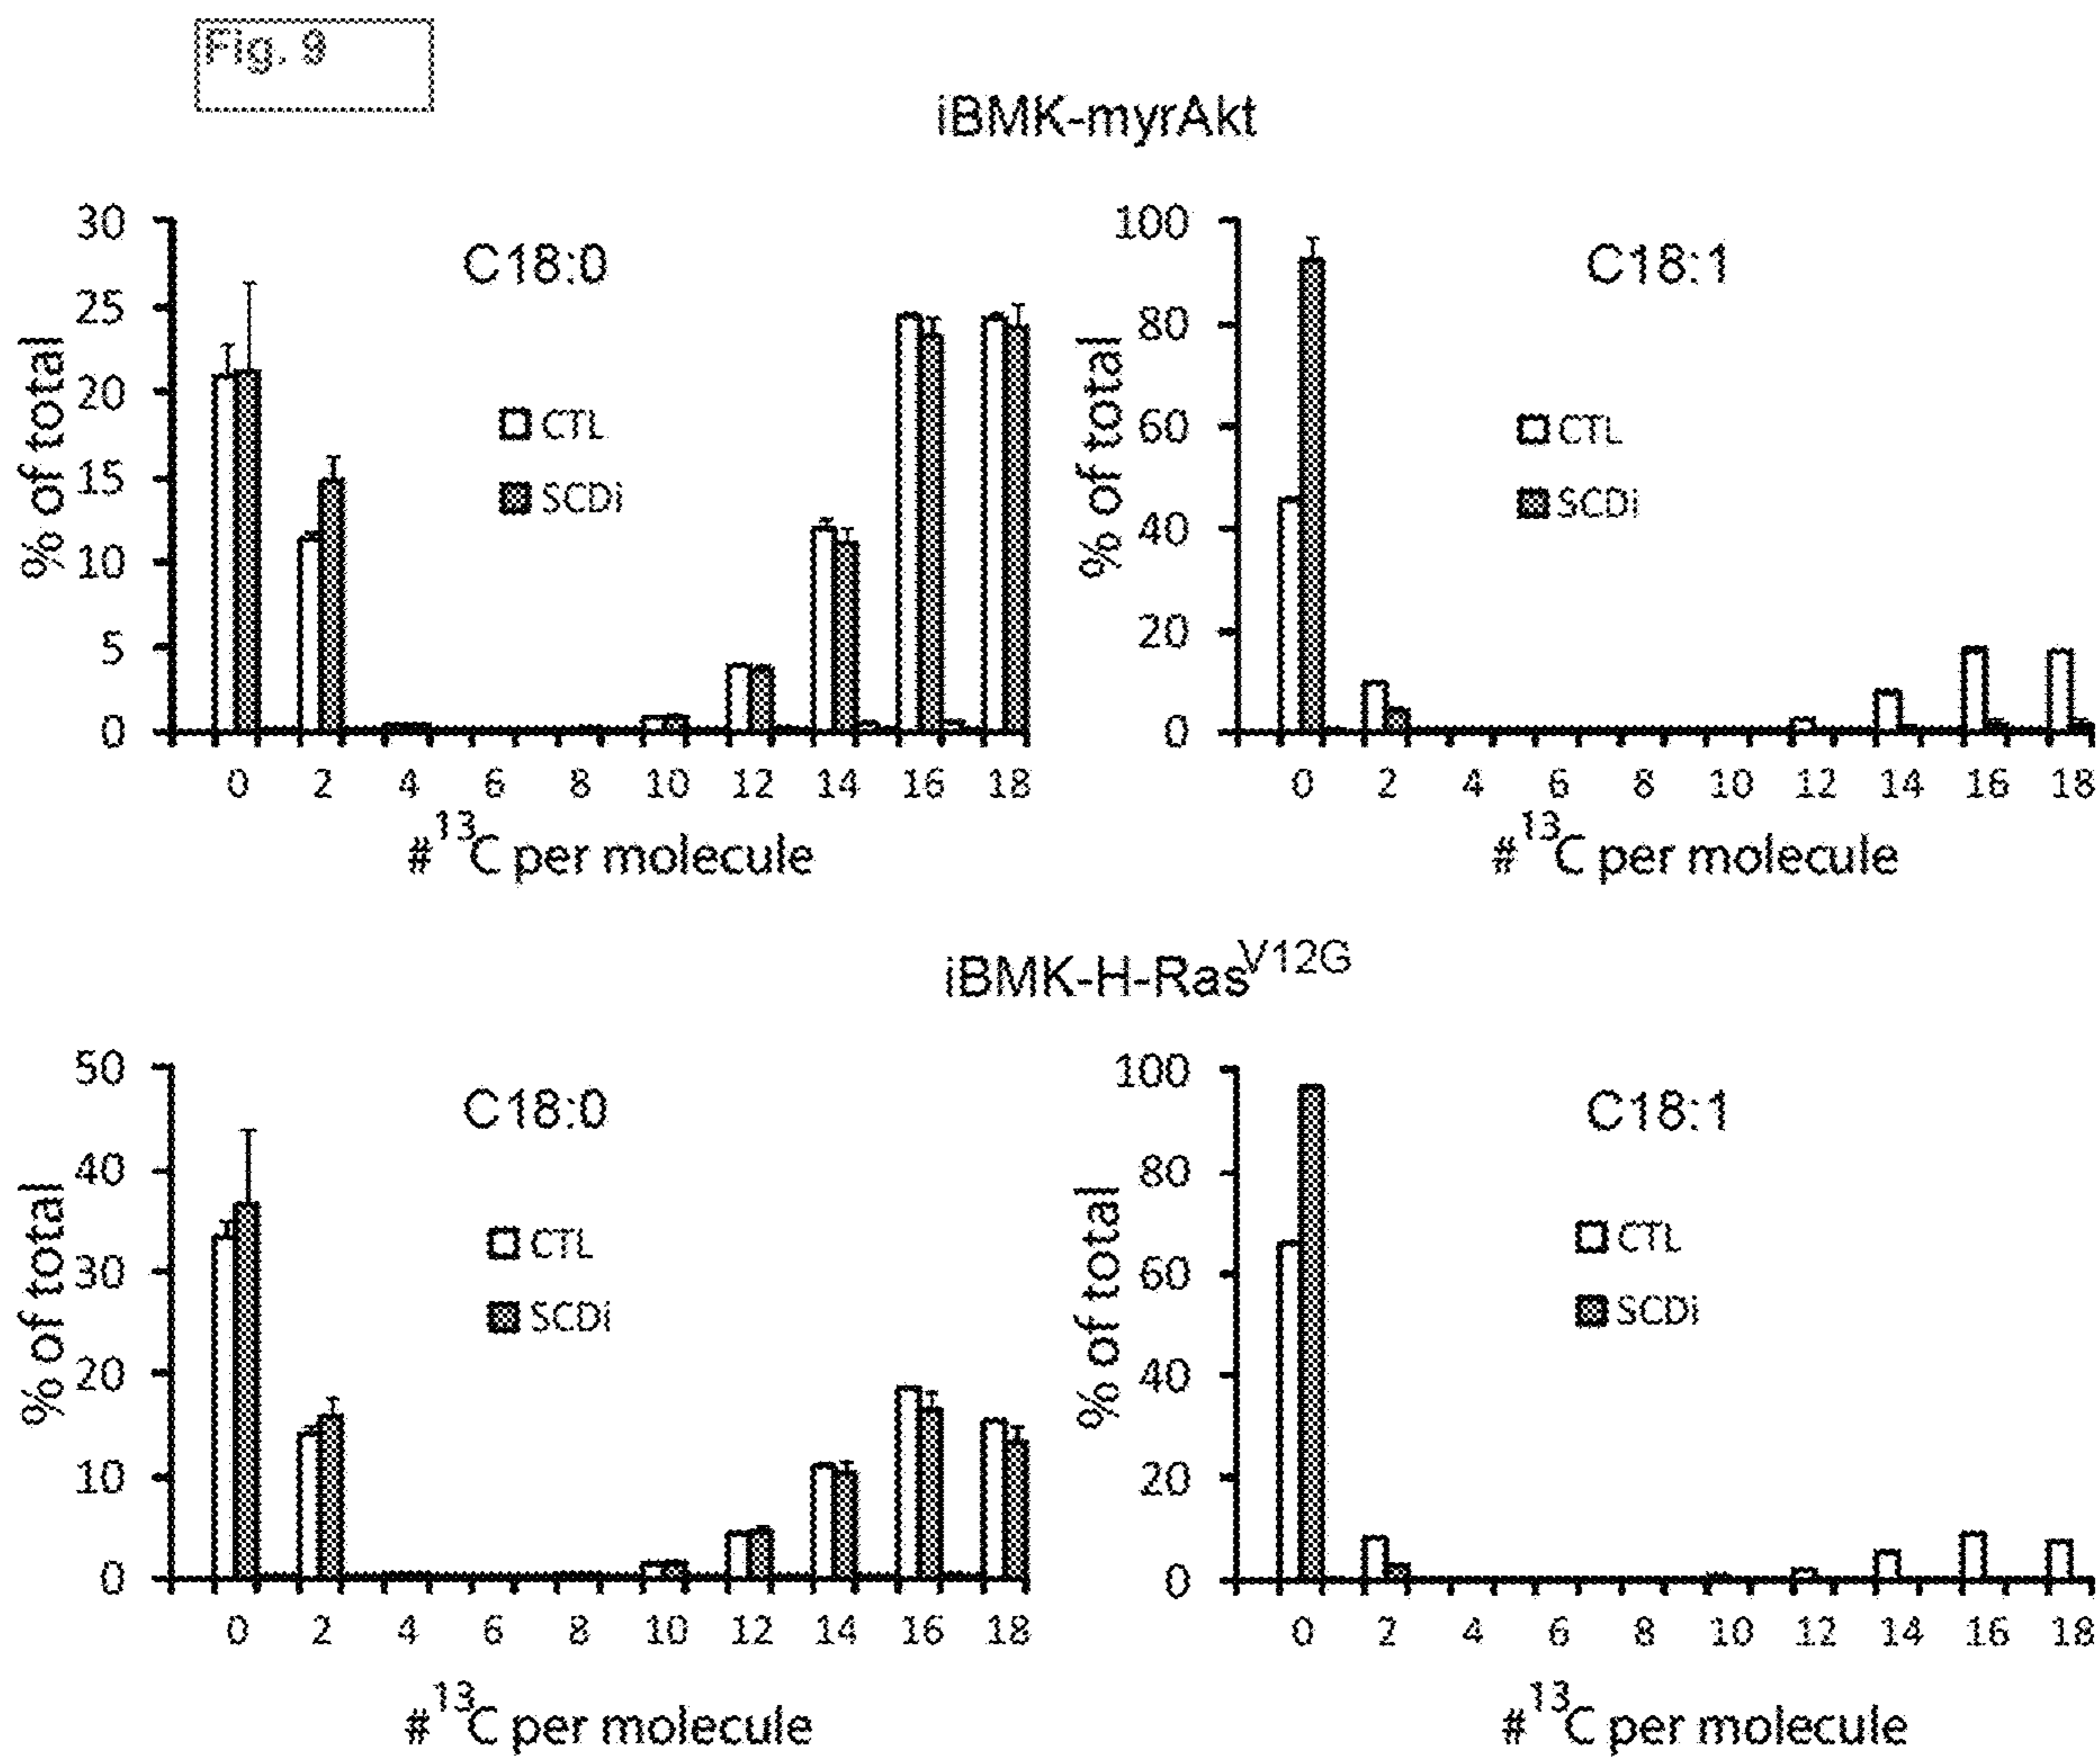 Fig. 9
iBMK-myrAkt
C18:0
CTL
SCDi
% of total
30
25
20
15
10
5
0
0 2 4 6 8 10 12 14 16 18
#13C per molecule
C18:1
CTL
SCDi
% of total
100
80
60
40
20
0
0 2 4 6 8 10 12 14 16 18
#13C per molecule
iBMK-H-RasV12G
C18:0
CTL
SCDi
% of total
50
40
30
20
10
0
0 2 4 6 8 10 12 14 16 18
#13C per molecule
C18:1
CTL
SCDi
% of total
100
80
60
40
20
0
0 2 4 6 8 10 12 14 16 18
#13C per molecule